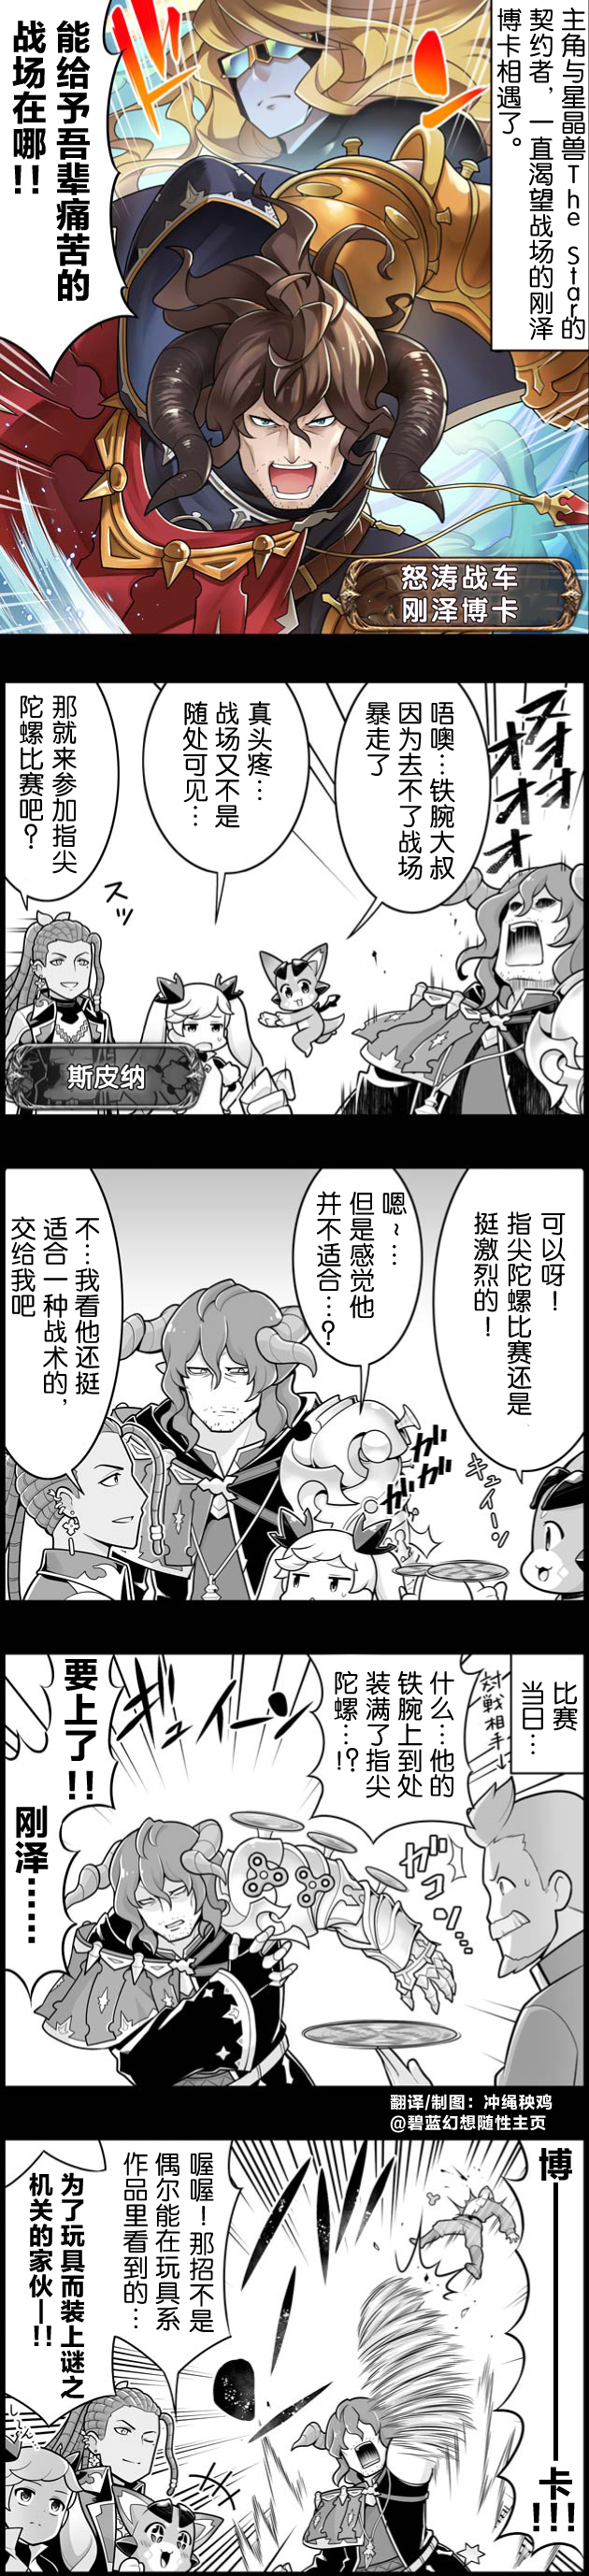 主角与星晶兽The Star的
契约者，一直渴望战场的刚泽
博卡相遇了。
能给予吾辈痛苦的
战场在哪!!
怒涛战车
刚泽博卡
オオオオ
唔噢…铁腕大叔
因为去不了战场
暴走了
真头疼…
战场又不是
随处可见…
那就来参加指尖
陀螺比赛吧？
スッ
斯皮纳
可以呀！
指尖陀螺比赛还是
挺激烈的！
嗯~…
但是感觉他
并不适合…？
不…我看他还挺
适合一种战术的，
交给我吧
ガガガ
キュイーン
比赛
当日…
対戦相手→
什么…他的
铁腕上到处
装满了指尖
陀螺…!？
ギュイーン
要上了!!
刚泽……
ガコン
翻译/制图：冲绳秧鸡
@碧蓝幻想随性主页
博——卡!!!
喔喔！那招不是
偶尔能在玩具系
作品里看到的…
为了玩具而装上谜之
机关的家伙—!!